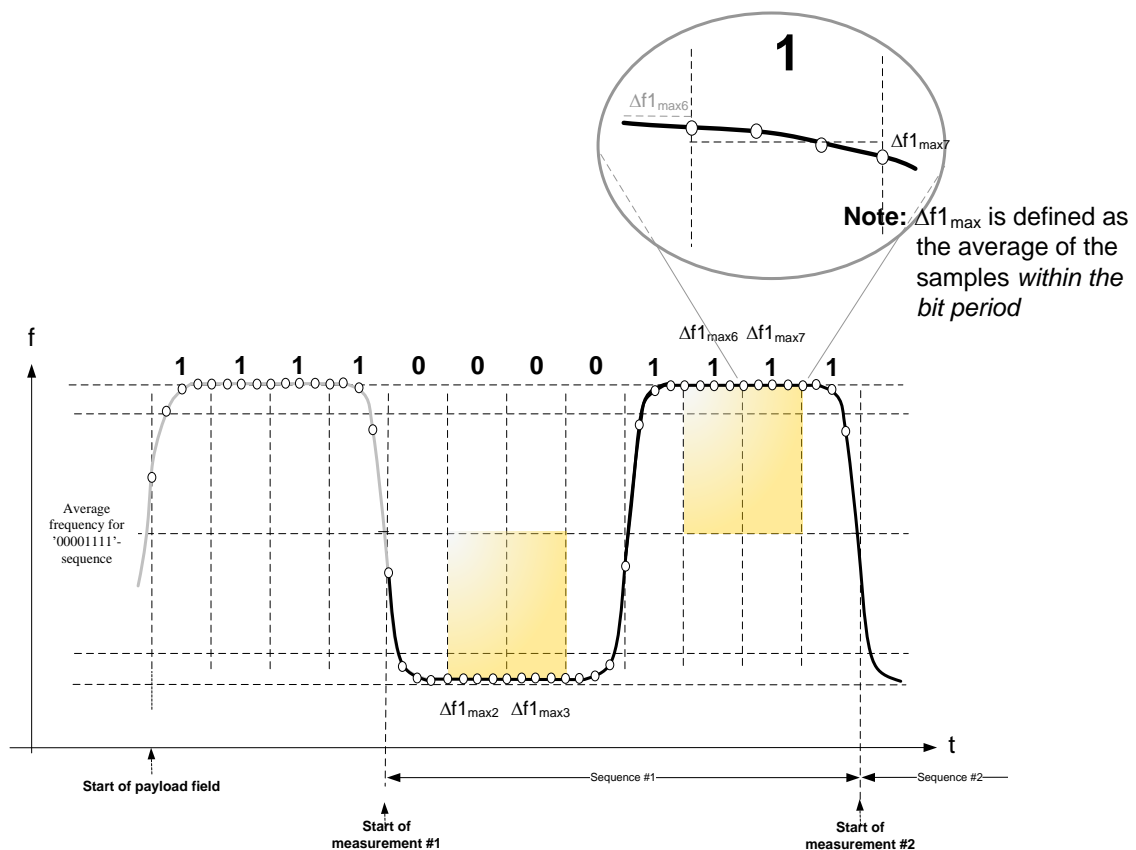 1
Δf1max6
Δf1max7
Note: Δf1max is defined as
the average of the
samples within the
bit period
f
Δf1max6 Δf1max7
1 1 1 1 0 0 0 0 1 1 1 1
Average
frequency for
'00001111'-
sequence
Δf1max2 Δf1max3
t
Start of payload field
Sequence #1
Sequence #2
Start of
measurement #1
Start of
measurement #2